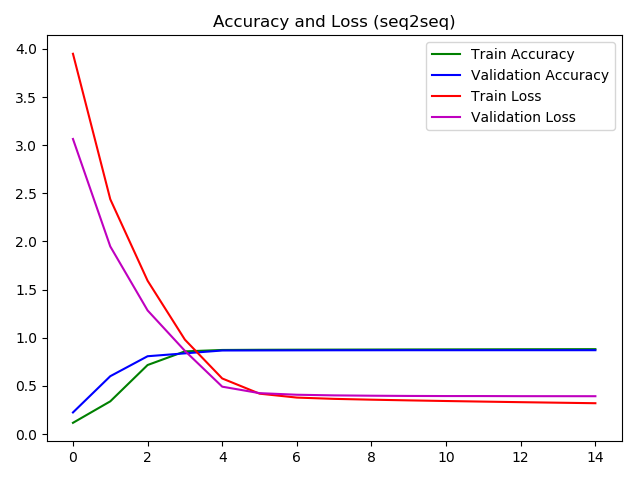 Accuracy and Loss (seq2seq)
Train Accuracy
Validation Accuracy
Train Loss
Validation Loss
4.0
3.5
3.0
2.5
2.0
1.5
1.0
0.5
0.0
0 2 4 6 8 10 12 14